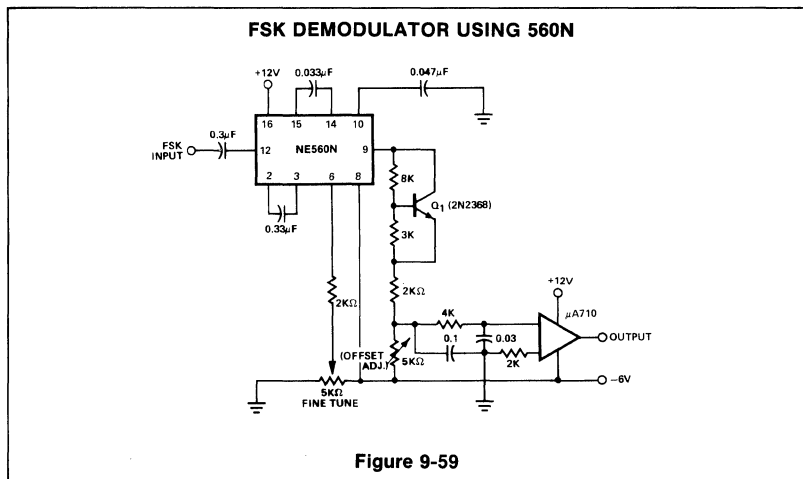 FSK DEMODULATOR USING 560N
+12V
0.033µF
0.047µF
16
15
14
10
FSK
INPUT
0.3µF
12
NE560N
9
2
3
6
8
0.33µF
8K
Q1 (2N2368)
3K
2KΩ
2KΩ
+12V
µA710
4K
0.1
0.03
OUTPUT
2K
(OFFSET
ADJ.)
5KΩ
−6V
5KΩ
FINE TUNE
Figure 9-59